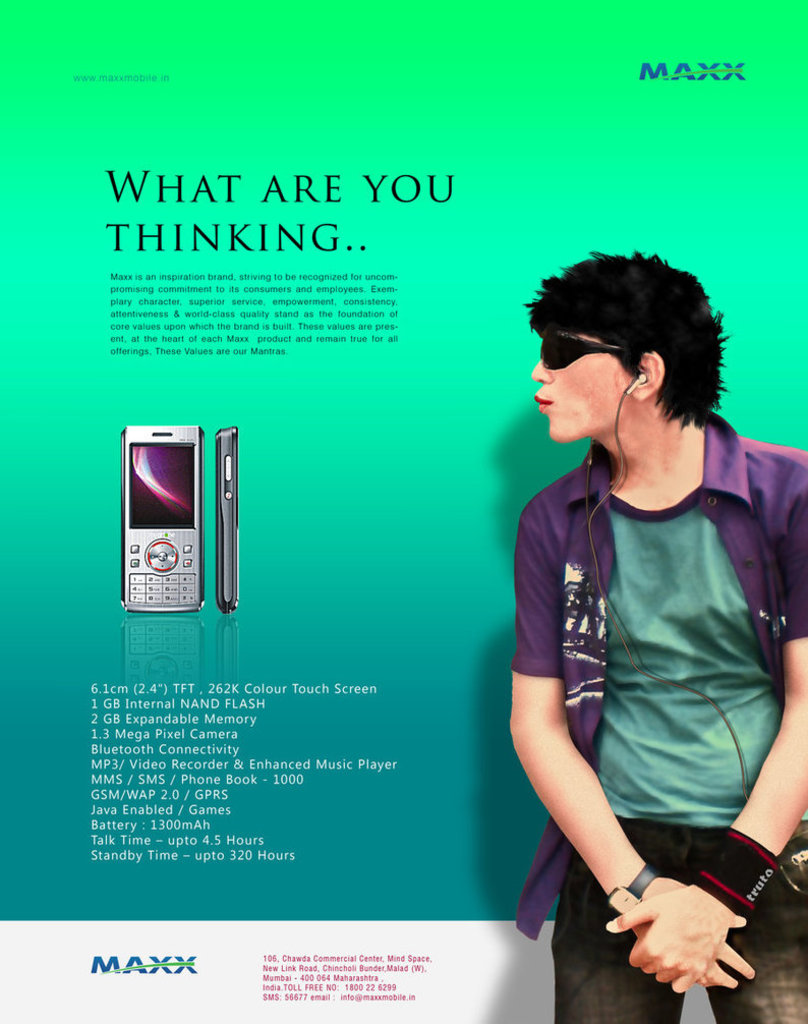 www.maxxmobile.in
MAXX
WHAT ARE YOU
THINKING..
Maxx is an inspiration brand, striving to be recognized for uncom-
promising commitment to its consumers and employees. Exem-
plary character, superior service, empowerment, consistency,
attentiveness & world-class quality stand as the foundation of
core values upon which the brand is built. These values are pres-
ent, at the heart of each Maxx product and remain true for all
offerings, These Values are our Mantras.
6.1cm (2.4") TFT , 262K Colour Touch Screen
1 GB Internal NAND FLASH
2 GB Expandable Memory
1.3 Mega Pixel Camera
Bluetooth Connectivity
MP3/ Video Recorder & Enhanced Music Player
MMS / SMS / Phone Book - 1000
GSM/WAP 2.0 / GPRS
Java Enabled / Games
Battery : 1300mAh
Talk Time – upto 4.5 Hours
Standby Time – upto 320 Hours
truto
MAXX
106, Chawda Commercial Center, Mind Space,
New Link Road, Chincholi Bunder,Malad (W),
Mumbai - 400 064 Maharashtra ,
India.TOLL FREE NO: 1800 22 6299
SMS: 56677 email : info@maxxmobile.in